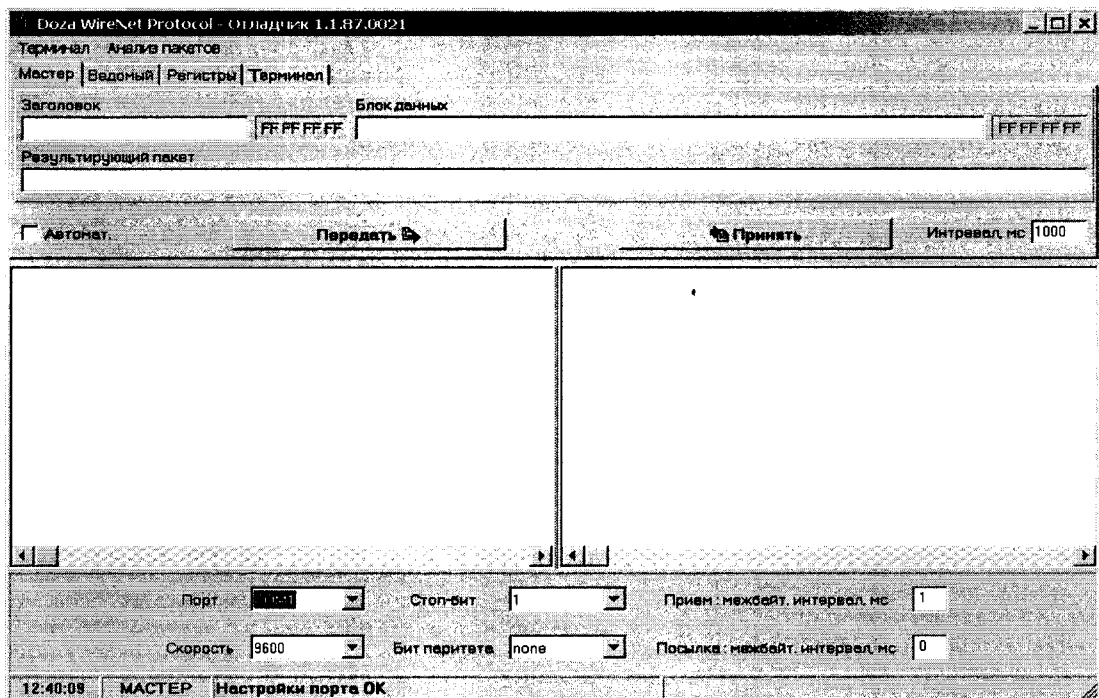 Doza WireNet Protocol - Отладчик 1.1.87.0021
Терминал Анализ пакетов
Мастер Ведомый Регистры Терминал
Заголовок Блок данных
FF FF FF FF FF FF FF FF
Результирующий пакет
Автомат. Передать Принять Интревал, мс 1000
Порт Стоп-бит 1 Прием : межбайт. интервал, мс 1
Скорость 9600 Бит паритета none Посылка : межбайт. интервал, мс 0
12:40:09 МАСТЕР Настройки порта OK